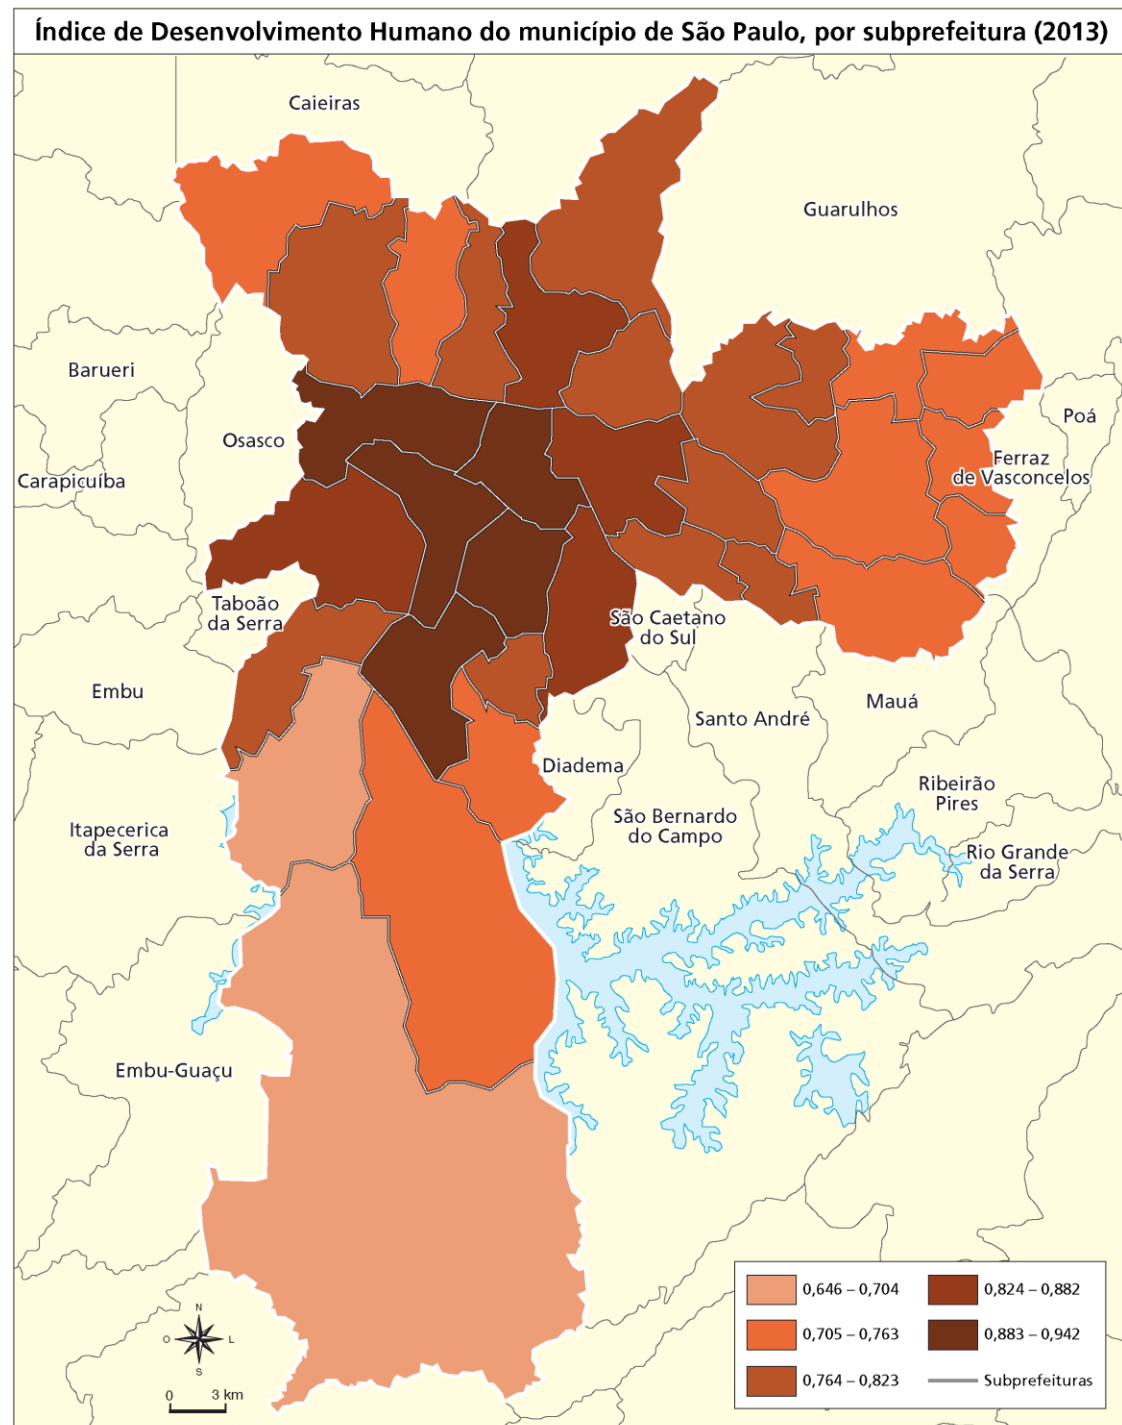 Índice de Desenvolvimento Humano do município de São Paulo, por subprefeitura (2013)
Caieiras
Guarulhos
Barueri
Osasco
Poá
Carapicuíba
Ferraz
de Vasconcelos
Taboão
da Serra
São Caetano
do Sul
Embu
Mauá
Santo André
Diadema
Ribeirão
Pires
Itapecerica
da Serra
São Bernardo
do Campo
Rio Grande
da Serra
Embu-Guaçu
N
O
L
S
0 3 km
0,646 – 0,704
0,705 – 0,763
0,764 – 0,823
0,824 – 0,882
0,883 – 0,942
Subprefeituras